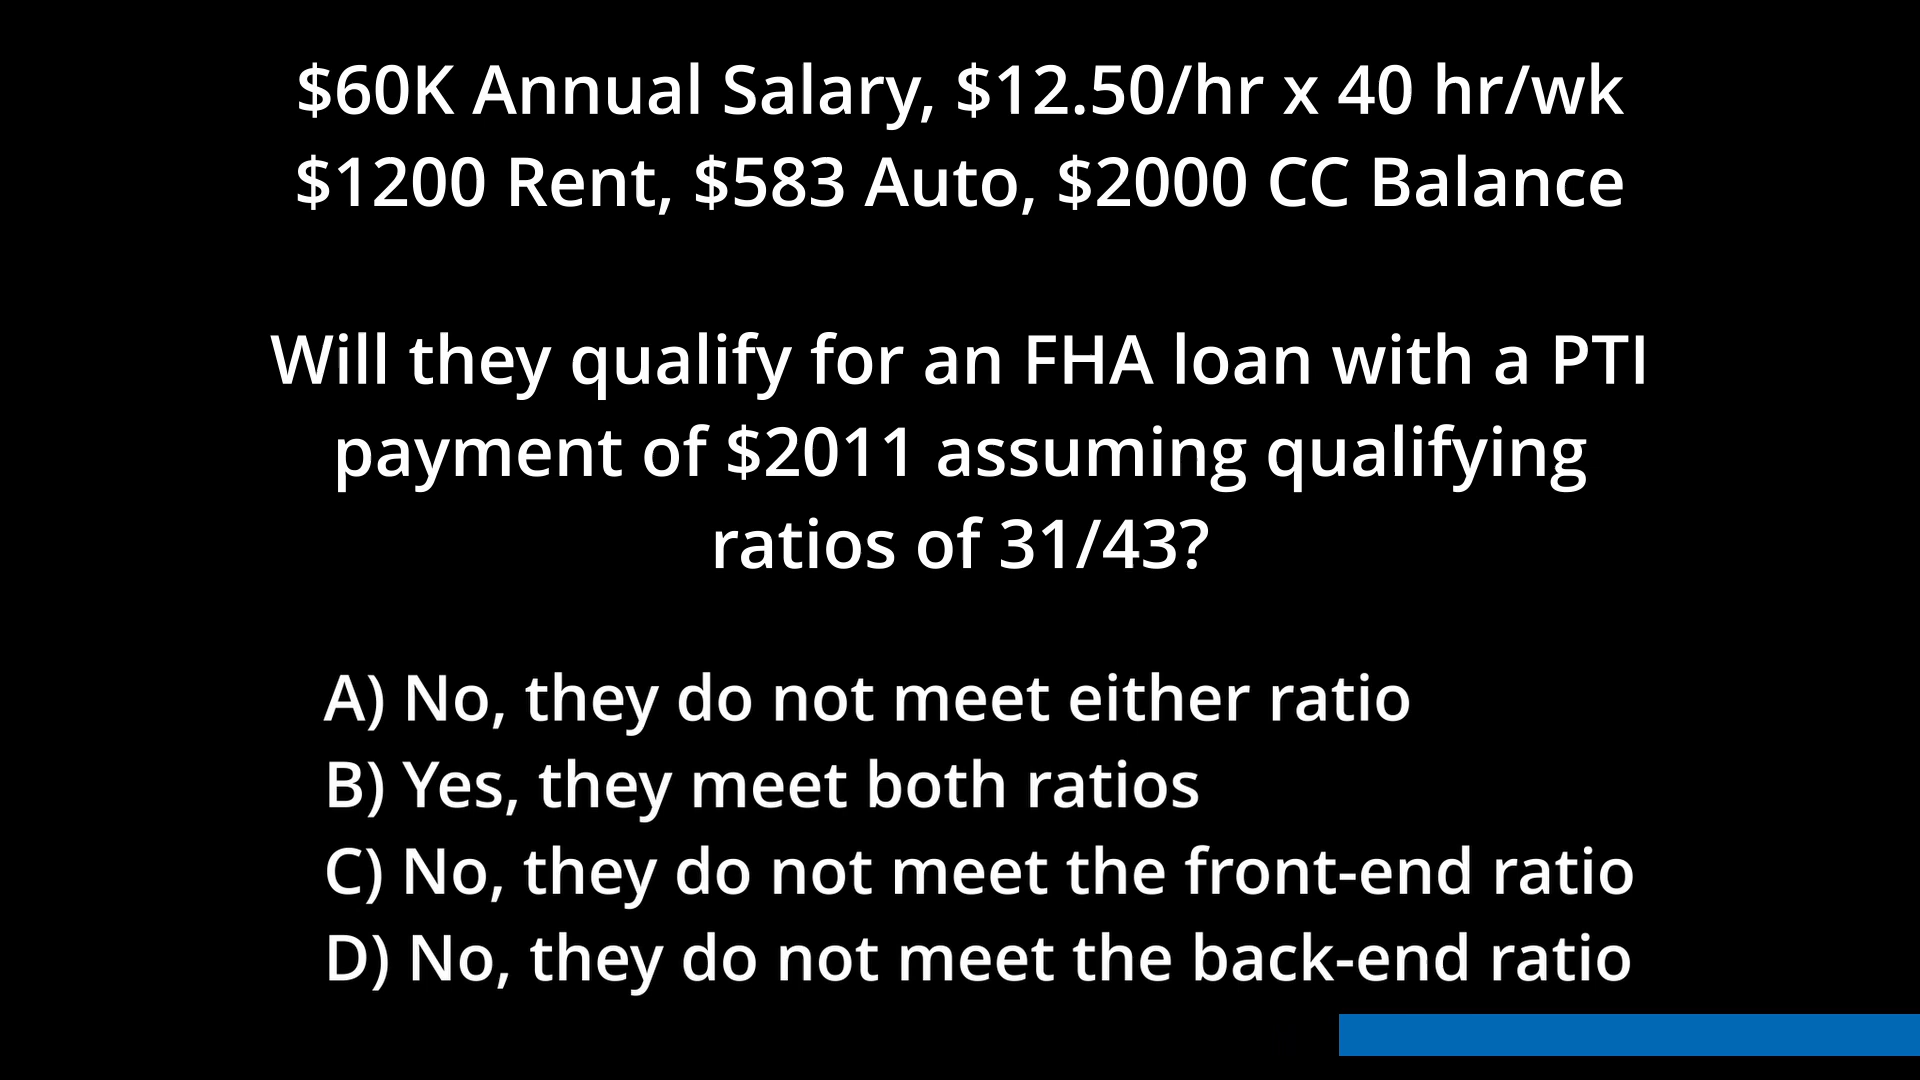 $60K Annual Salary, $12.50/hr x 40 hr/wk
$1200 Rent, $583 Auto, $2000 CC Balance
Will they qualify for an FHA loan with a PTI
payment of $2011 assuming qualifying
ratios of 31/43?
A) No, they do not meet either ratio
B) Yes, they meet both ratios
C) No, they do not meet the front-end ratio
D) No, they do not meet the back-end ratio